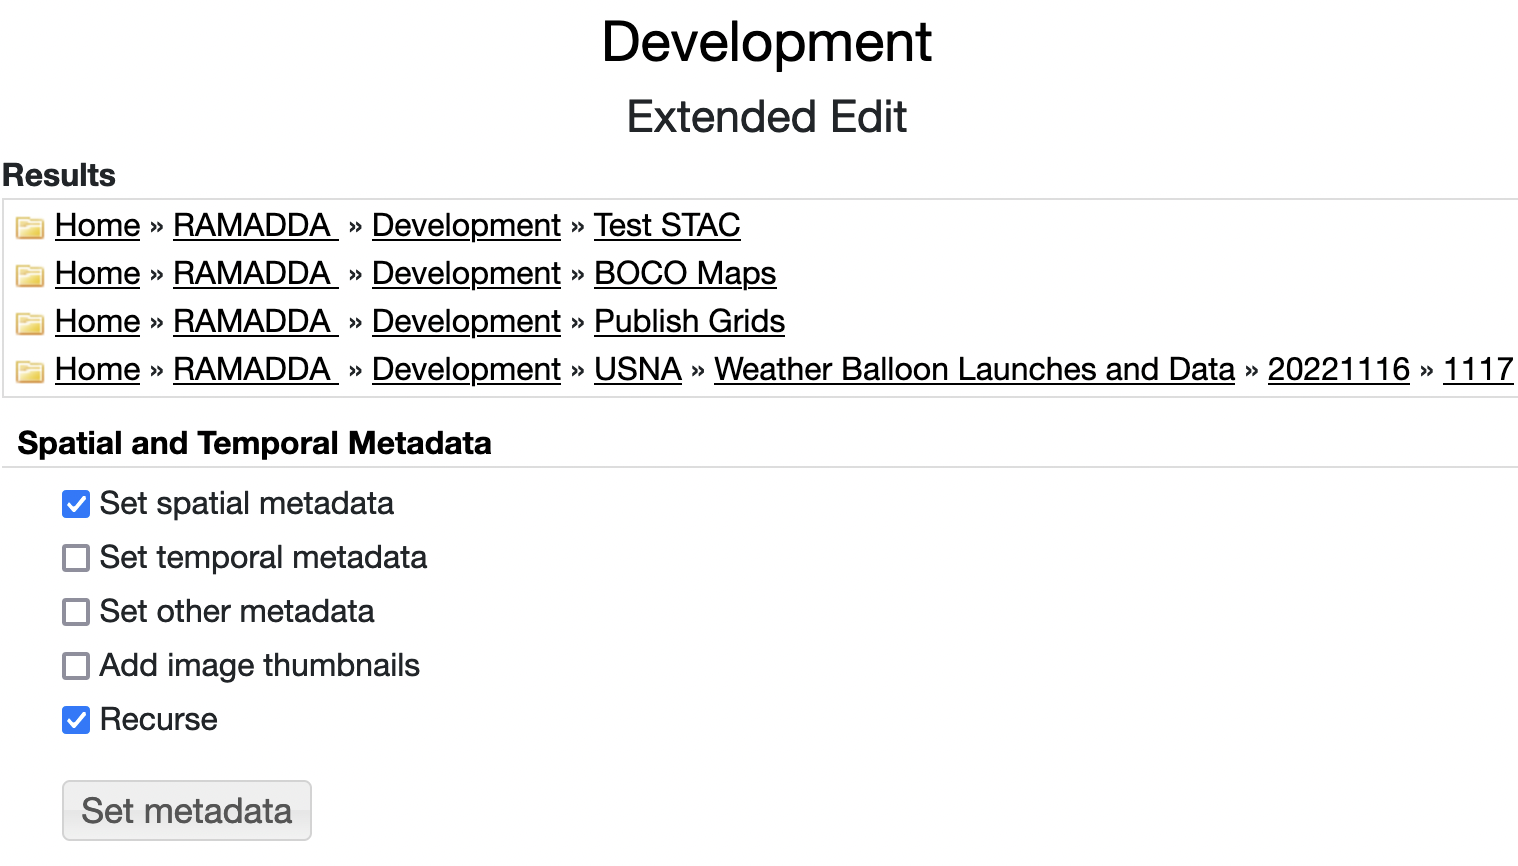 Development
Extended Edit
Results
Home » RAMADDA » Development » Test STAC
Home » RAMADDA » Development » BOCO Maps
Home » RAMADDA » Development » Publish Grids
Home » RAMADDA » Development » USNA » Weather Balloon Launches and Data » 20221116 » 1117
Spatial and Temporal Metadata
Set spatial metadata
Set temporal metadata
Set other metadata
Add image thumbnails
Recurse
Set metadata